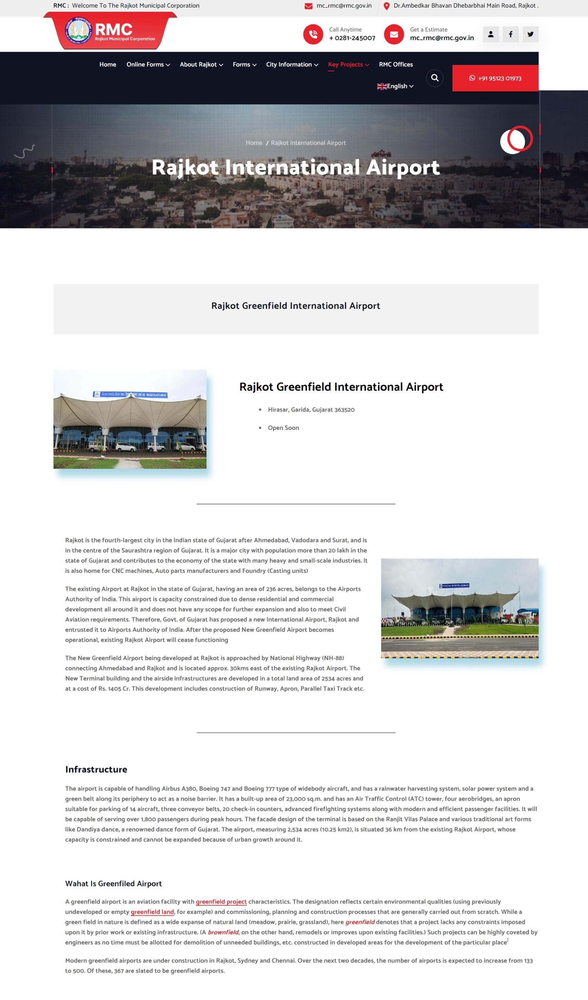 RMC : Welcome To The Rajkot Municipal Corporation
mc_rmc@rmc.gov.in
Dr.Ambedkar Bhavan Dhebarbhai Main Road, Rajkot .
RMC
Rajkot Municipal Corporation
Call Anytime
+ 0281-245007
Get a Estimate
mc_rmc@rmc.gov.in
Home Online Forms About Rajkot Forms City Information Key Projects RMC Offices
English
+91 95123 01973
Home / Rajkot International Airport
Rajkot International Airport
Rajkot Greenfield International Airport
Rajkot Greenfield International Airport
• Hirasar, Garida, Gujarat 363520
• Open Soon
Rajkot is the fourth-largest city in the Indian state of Gujarat after Ahmedabad, Vadodara and Surat, and is
in the centre of the Saurashtra region of Gujarat. It is a major city with population more than 20 lakh in the
state of Gujarat and contributes to the economy of the state with many heavy and small-scale industries. It
is also home for CNC machines, Auto parts manufacturers and Foundry (Casting units)
The existing Airport at Rajkot in the state of Gujarat, having an area of 236 acres, belongs to the Airports
Authority of India. This airport is capacity constrained due to dense residential and commercial
development all around it and does not have any scope for further expansion and also to meet Civil
Aviation requirements. Therefore, Govt. of Gujarat has proposed a new International Airport, Rajkot and
entrusted it to Airports Authority of India. After the proposed New Greenfield Airport becomes
operational, existing Rajkot Airport will cease functioning
The New Greenfield Airport being developed at Rajkot is approached by National Highway (NH-88)
connecting Ahmedabad and Rajkot and is located approx. 30kms east of the existing Rajkot Airport. The
New Terminal building and the airside infrastructures are developed in a total land area of 2534 acres and
at a cost of Rs. 1405 Cr. This development includes construction of Runway, Apron, Parallel Taxi Track etc.
Infrastructure
The airport is capable of handling Airbus A380, Boeing 747 and Boeing 777 type of widebody aircraft, and has a rainwater harvesting system, solar power system and a
green belt along its periphery to act as a noise barrier. It has a built-up area of 23,000 sq.m. and has an Air Traffic Control (ATC) tower, four aerobridges, an apron
suitable for parking of 14 aircraft, three conveyor belts, 20 check-in counters, advanced firefighting systems along with modern and efficient passenger facilities. It will
be capable of serving over 1,800 passengers during peak hours. The facade design of the terminal is based on the Ranjit Vilas Palace and various traditional art forms
like Dandiya dance, a renowned dance form of Gujarat. The airport, measuring 2,534 acres (10.25 km2), is situated 36 km from the existing Rajkot Airport, whose
capacity is constrained and cannot be expanded because of urban growth around it.
Wahat Is Greenfiled Airport
A greenfield airport is an aviation facility with greenfield project characteristics. The designation reflects certain environmental qualities (using previously
undeveloped or empty greenfield land, for example) and commissioning, planning and construction processes that are generally carried out from scratch. While a
green field in nature is defined as a wide expanse of natural land (meadow, prairie, grassland), here greenfield denotes that a project lacks any constraints imposed
upon it by prior work or existing infrastructure. (A brownfield, on the other hand, remodels or improves upon existing facilities.) Such projects can be highly coveted by
engineers as no time must be allotted for demolition of unneeded buildings, etc. constructed in developed areas for the development of the particular place]
Modern greenfield airports are under construction in Rajkot, Sydney and Chennai. Over the next two decades, the number of airports is expected to increase from 133
to 500. Of these, 367 are slated to be greenfield airports.